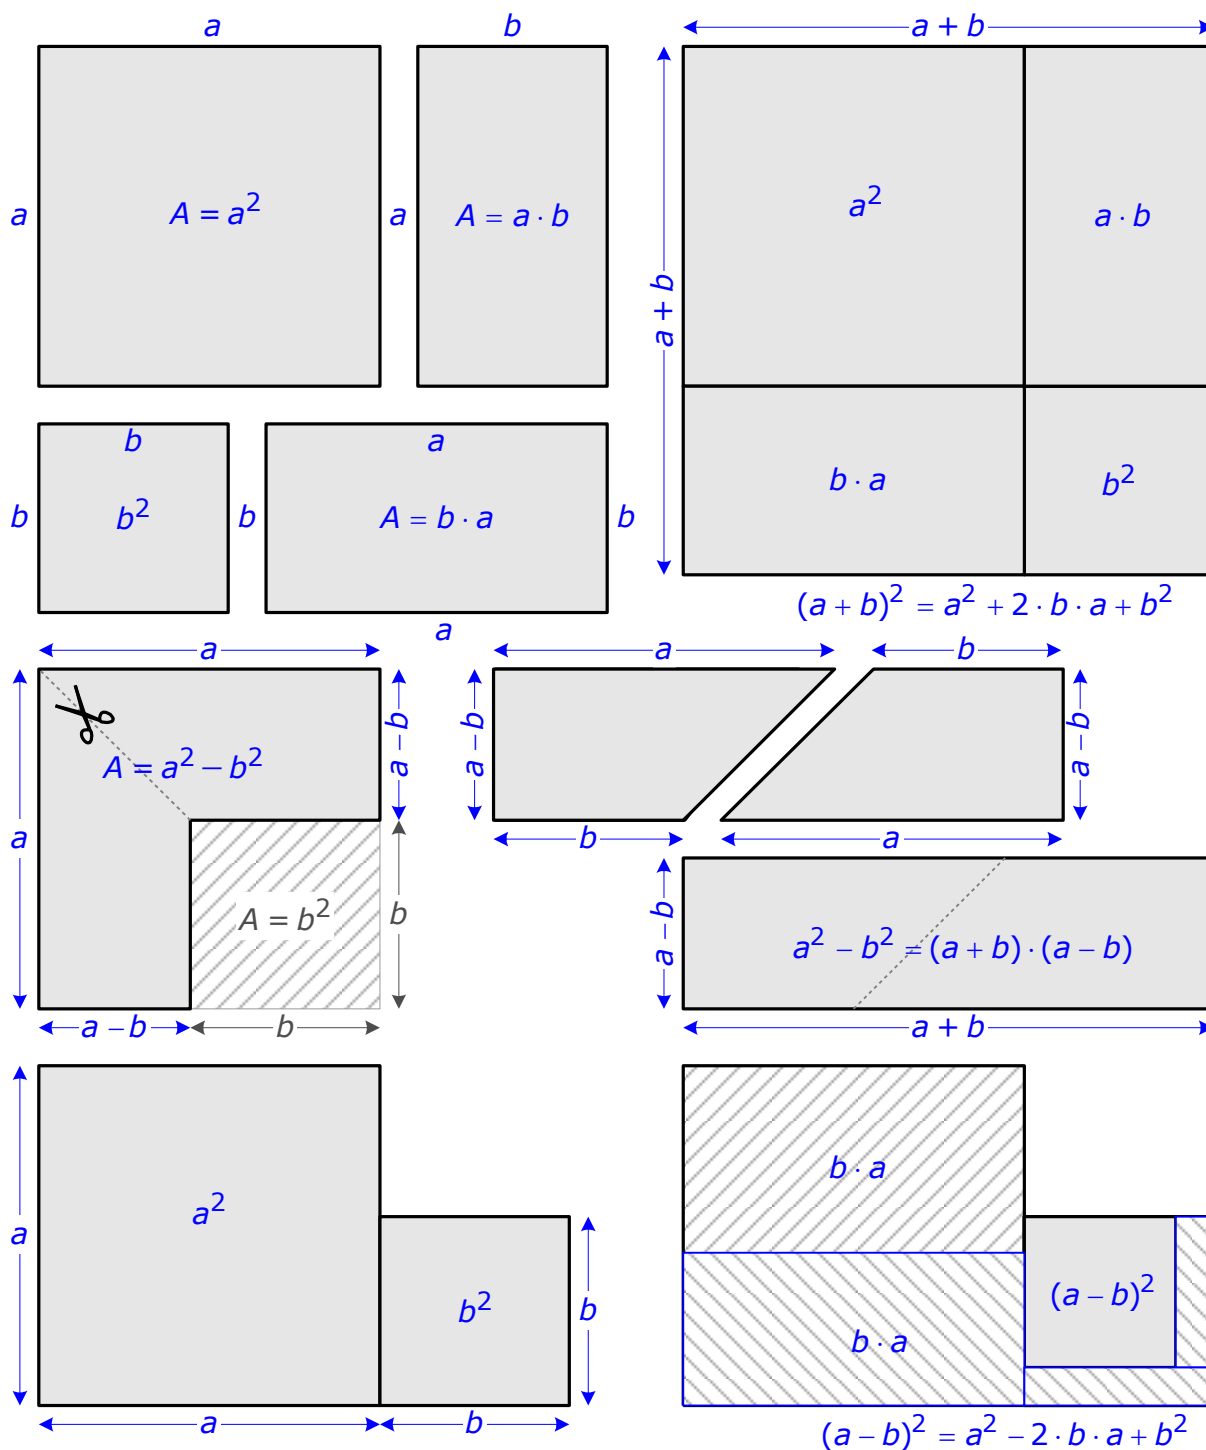 a
b
a + b
a
A = a²
a
A = a · b
a + b
a²
a · b
b
a
b
b²
b
A = b · a
b
b · a
b²
a
(a + b)² = a² + 2 · b · a + b²
a
a
A = a² − b²
a − b
A = b²
b
a − b
b
a
b
a − b
a − b
b
a
a − b
a² − b² = (a + b) · (a − b)
a + b
a
a²
b²
b
a
b
b · a
b · a
(a − b)²
(a − b)² = a² − 2 · b · a + b²